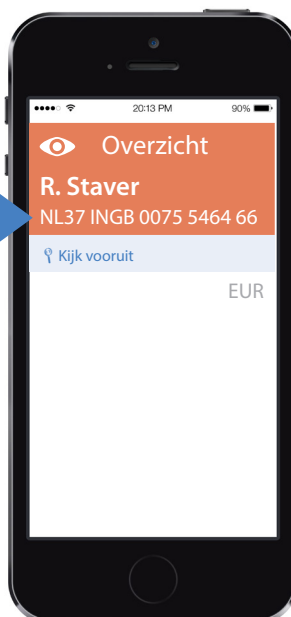 20:13 PM 90%
Overzicht
R. Staver
NL37 INGB 0075 5464 66
Kijk vooruit
EUR